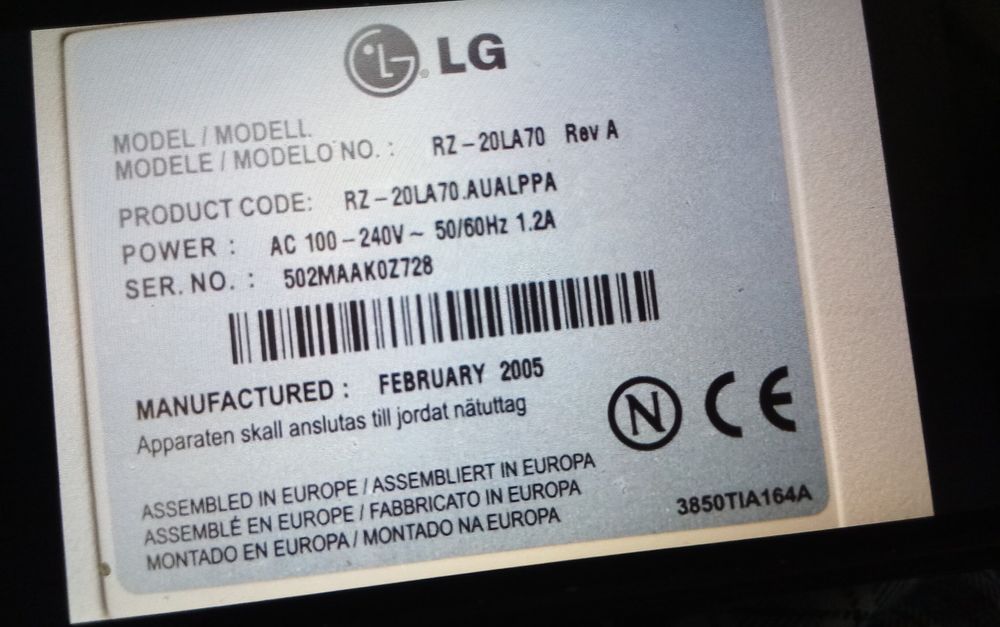 LG
MODEL / MODELL
MODELE / MODELO NO. : RZ-20LA70 Rev A
PRODUCT CODE: RZ-20LA70.AUALPPA
POWER : AC 100-240V~ 50/60Hz 1.2A
SER. NO. : 502MAAK0Z728
MANUFACTURED : FEBRUARY 2005
Apparaten skall anslutas till jordat nätuttag
N CE
ASSEMBLED IN EUROPE / ASSEMBLIERT IN EUROPA
ASSEMBLÉ EN EUROPE / FABBRICATO IN EUROPA
MONTADO EN EUROPA / MONTADO NA EUROPA
3850TIA164A